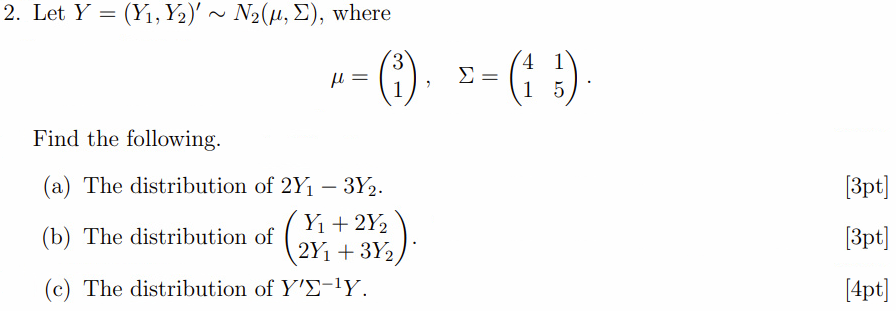 2. Let Y = (Y₁, Y₂)′ ∼ N₂(μ, Σ), where
μ = (3 1), Σ = (4 1 1 5).
Find the following.
(a) The distribution of 2Y₁ − 3Y₂. [3pt]
(b) The distribution of (Y₁ + 2Y₂ 2Y₁ + 3Y₂). [3pt]
(c) The distribution of Y′Σ⁻¹Y. [4pt]